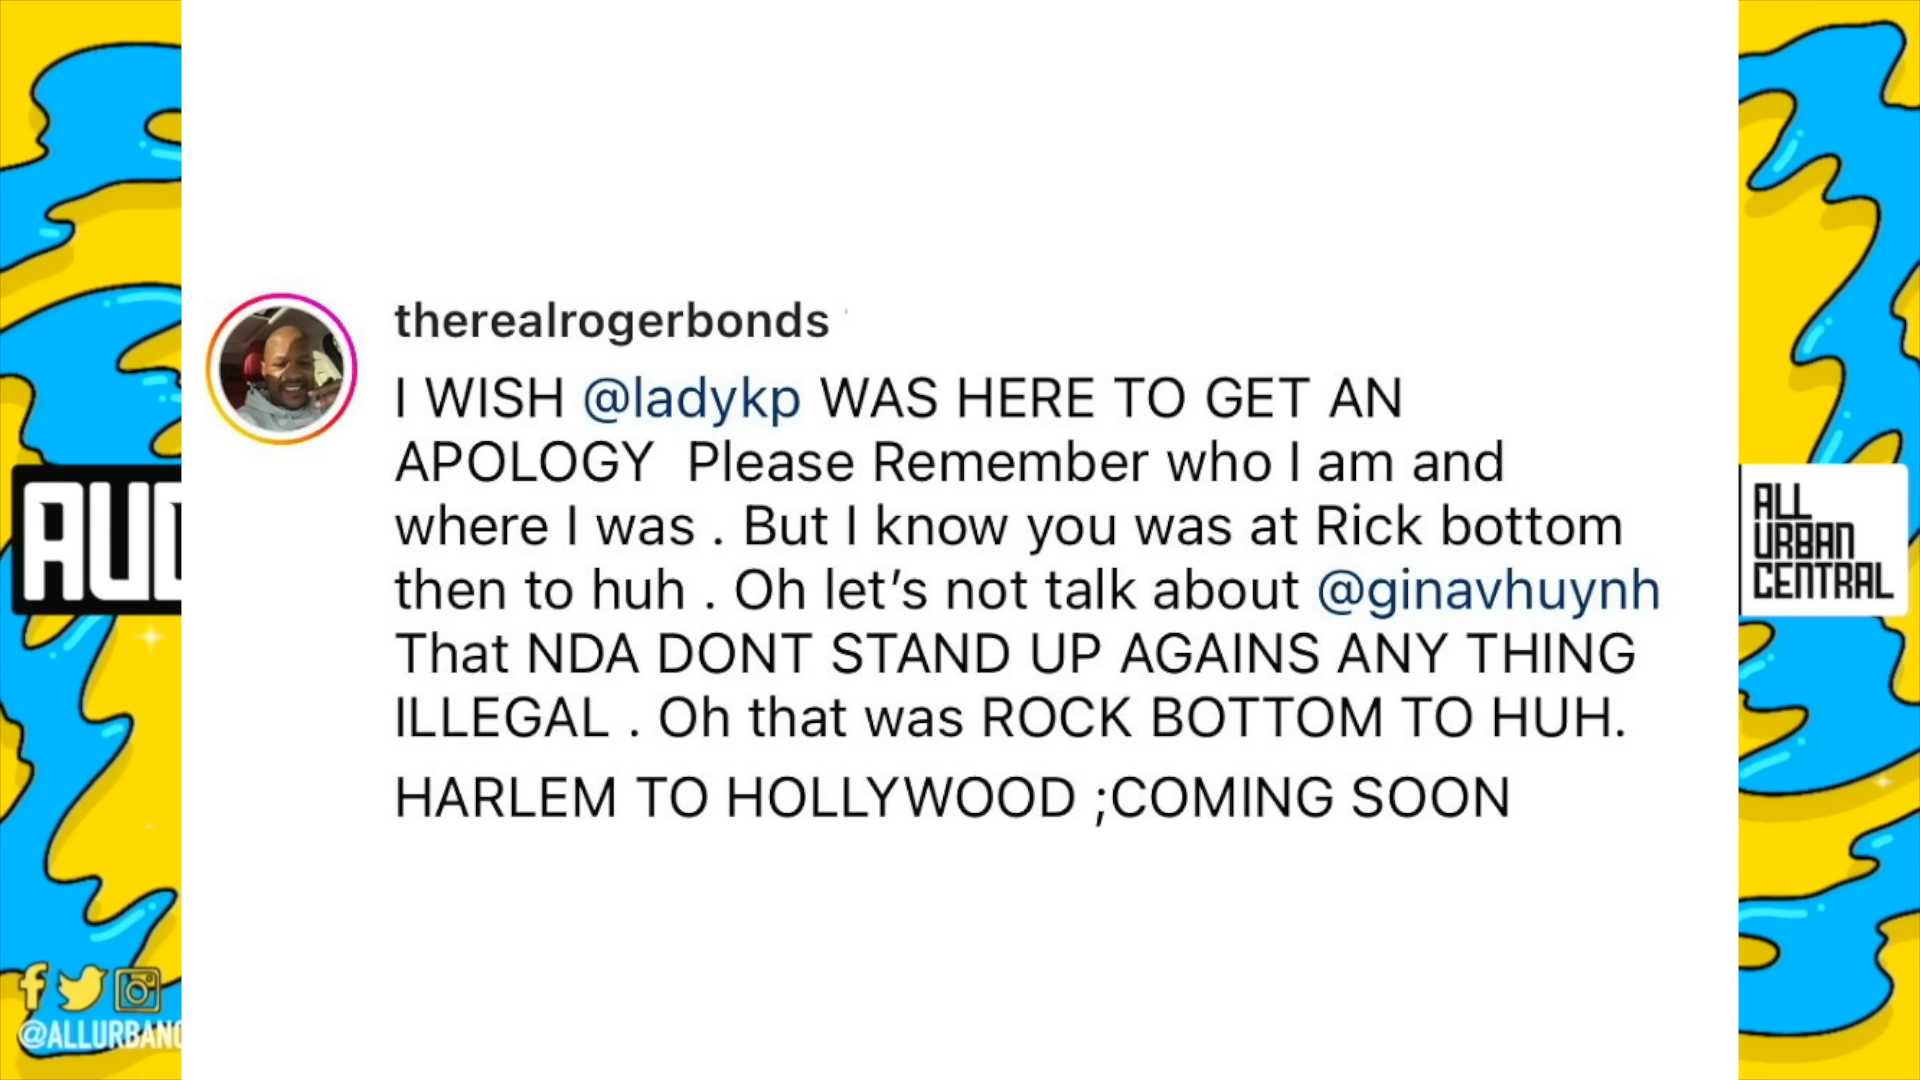 therealrogerbonds
I WISH @ladykp WAS HERE TO GET AN
APOLOGY Please Remember who I am and
where I was . But I know you was at Rick bottom
then to huh . Oh let's not talk about @ginavhuynh
That NDA DONT STAND UP AGAINS ANY THING
ILLEGAL . Oh that was ROCK BOTTOM TO HUH.
HARLEM TO HOLLYWOOD ;COMING SOON
AUC
ALL
URBAN
CENTRAL
@ALLURBANC